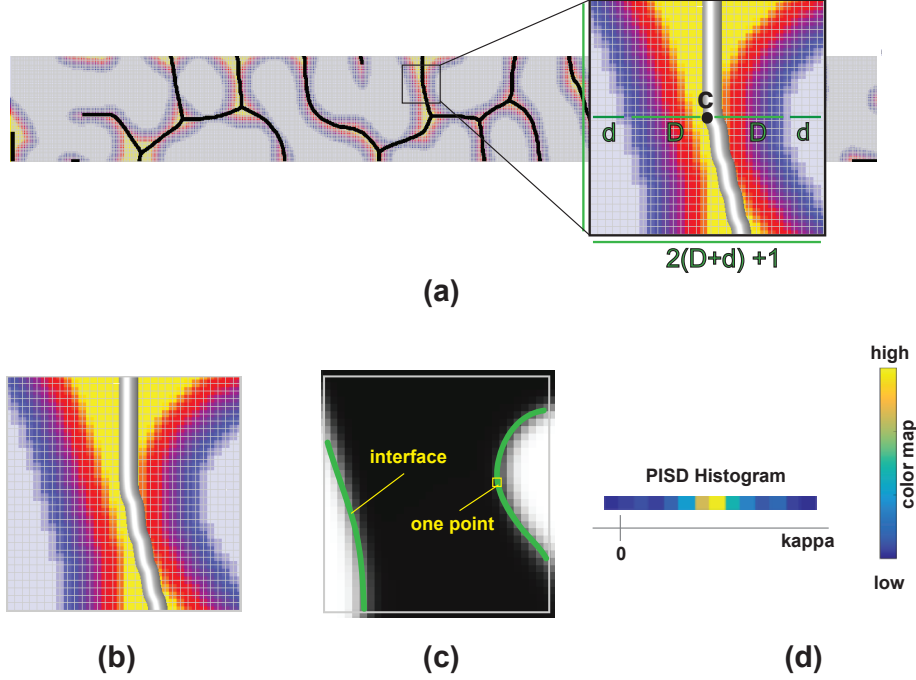 C
d D D d
2(D+d) +1
(a)
high
color map
low
interface
one point
PISD Histogram
0 kappa
(b) (c) (d)